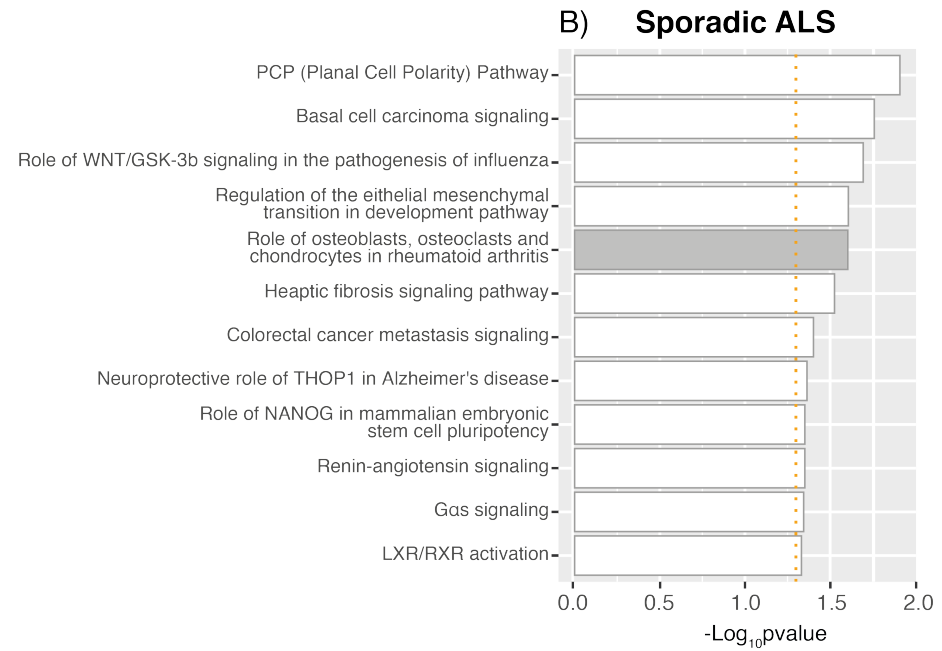 B) Sporadic ALS
PCP (Planal Cell Polarity) Pathway
Basal cell carcinoma signaling
Role of WNT/GSK-3b signaling in the pathogenesis of influenza
Regulation of the eithelial mesenchymal
transition in development pathway
Role of osteoblasts, osteoclasts and
chondrocytes in rheumatoid arthritis
Heaptic fibrosis signaling pathway
Colorectal cancer metastasis signaling
Neuroprotective role of THOP1 in Alzheimer's disease
Role of NANOG in mammalian embryonic
stem cell pluripotency
Renin-angiotensin signaling
Gαs signaling
LXR/RXR activation
0.0 0.5 1.0 1.5 2.0
-Log10pvalue